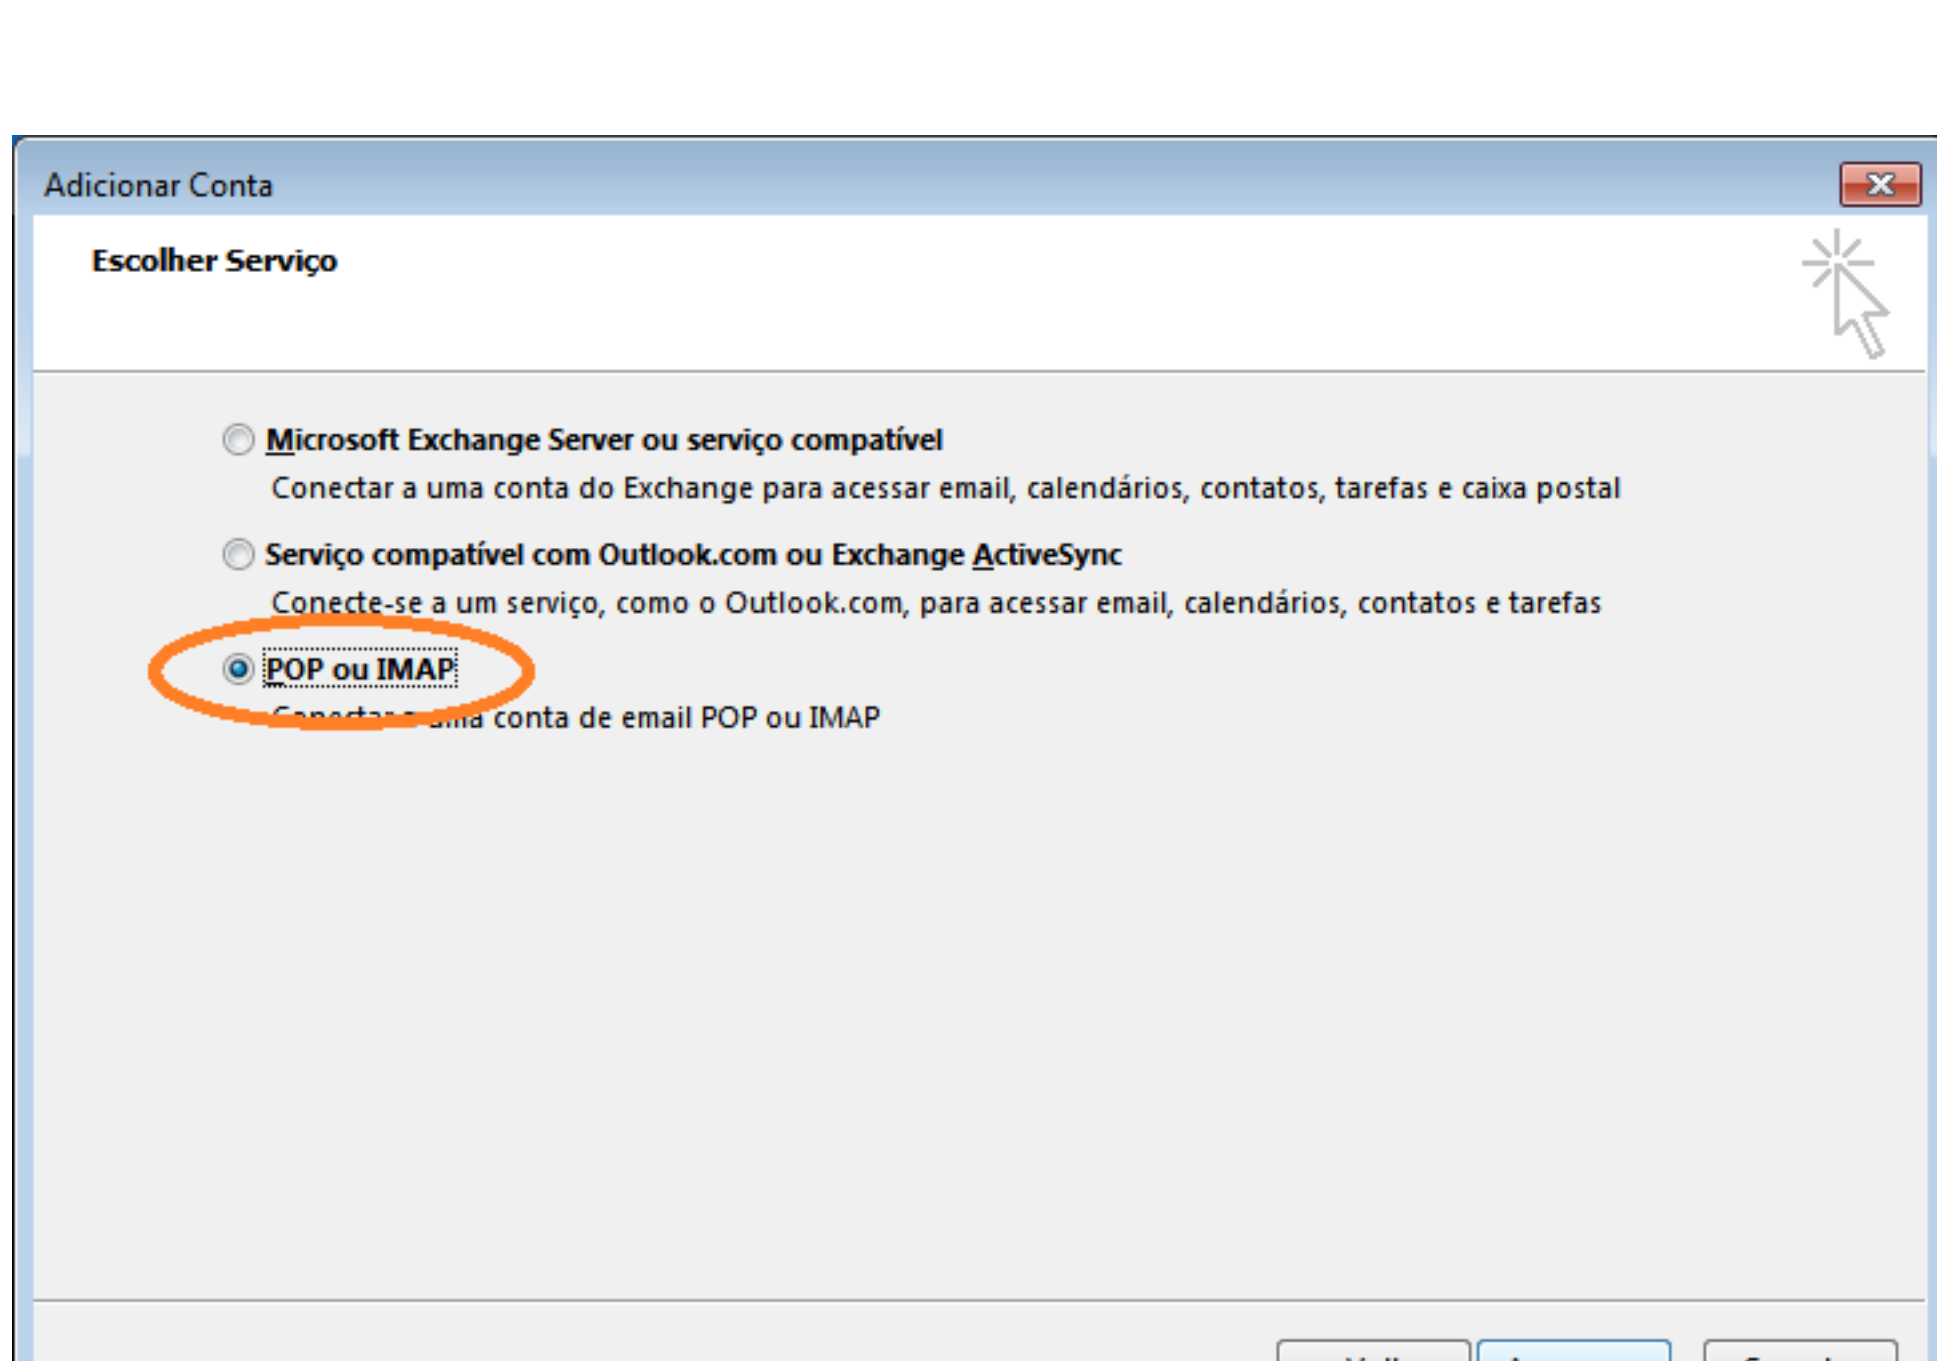 Adicionar Conta
Escolher Serviço
Microsoft Exchange Server ou serviço compatível
Conectar a uma conta do Exchange para acessar email, calendários, contatos, tarefas e caixa postal
Serviço compatível com Outlook.com ou Exchange ActiveSync
Conecte-se a um serviço, como o Outlook.com, para acessar email, calendários, contatos e tarefas
POP ou IMAP
Conectar a uma conta de email POP ou IMAP